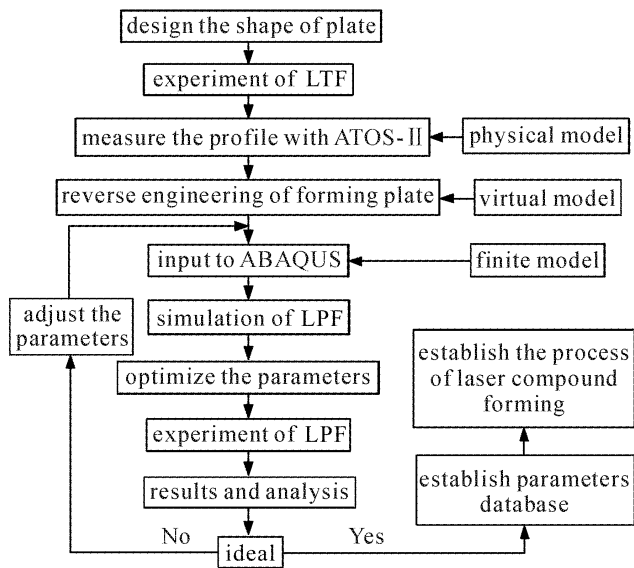 design the shape of plate
experiment of LTF
measure the profile with ATOS-II
physical model
reverse engineering of forming plate
virtual model
input to ABAQUS
finite model
adjust the
parameters
simulation of LPF
establish the process
of laser compound
forming
optimize the parameters
experiment of LPF
results and analysis
establish parameters
database
No
ideal
Yes